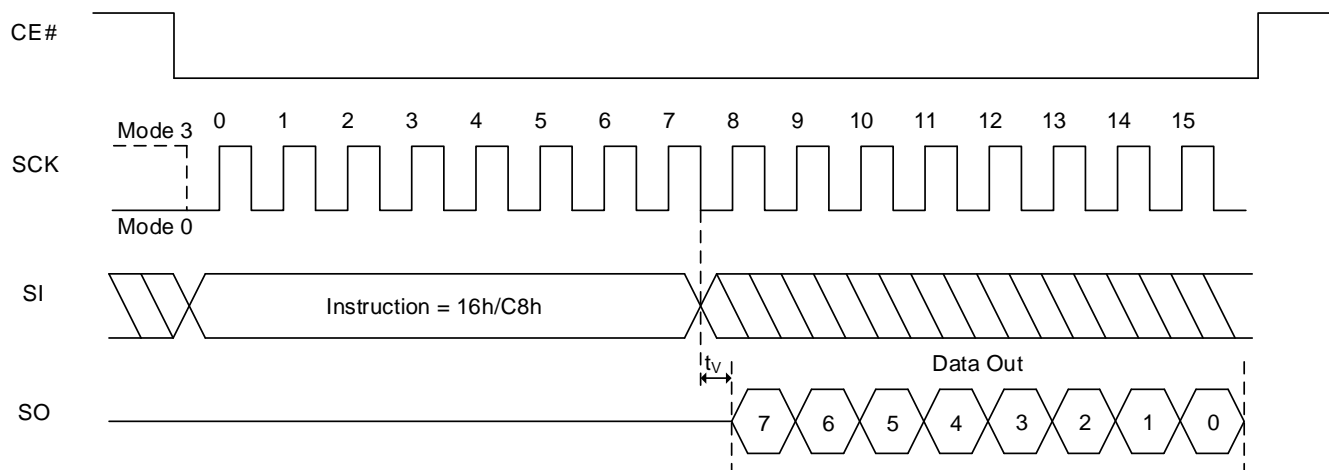 CE#
0 1 2 3 4 5 6 7 8 9 10 11 12 13 14 15
Mode 3
SCK
Mode 0
SI
Instruction = 16h/C8h
tV
Data Out
SO
7 6 5 4 3 2 1 0